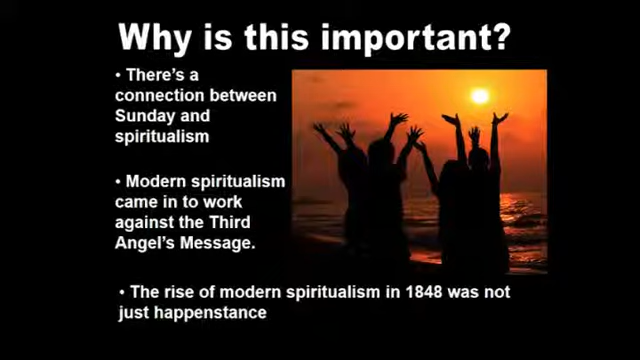 Why is this important?
• There's a
connection between
Sunday and
spiritualism
• Modern spiritualism
came in to work
against the Third
Angel's Message.
• The rise of modern spiritualism in 1848 was not
just happenstance